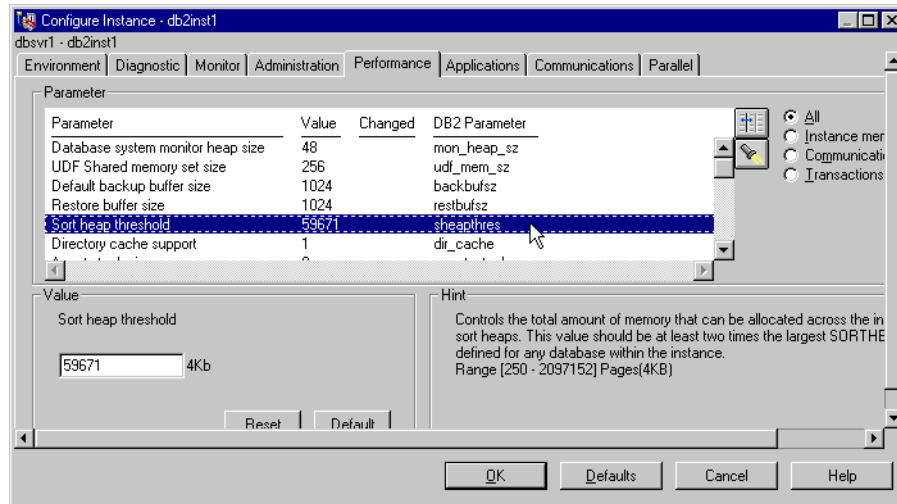 Configure Instance - db2inst1
dbsvr1 - db2inst1
Environment Diagnostic Monitor Administration Performance Applications Communications Parallel
Parameter
Parameter Value Changed DB2 Parameter
Database system monitor heap size 48 mon_heap_sz
UDF Shared memory set size 256 udf_mem_sz
Default backup buffer size 1024 backbufsz
Restore buffer size 1024 restbufsz
Sort heap threshold 59671 sheapthres
Directory cache support 1 dir_cache
All
Instance mer
Communicati
Transactions
Value
Sort heap threshold
59671 4Kb
Reset Default
Hint
Controls the total amount of memory that can be allocated across the in
sort heaps. This value should be at least two times the largest SORTHE
defined for any database within the instance.
Range [250 - 2097152] Pages(4KB)
OK Defaults Cancel Help